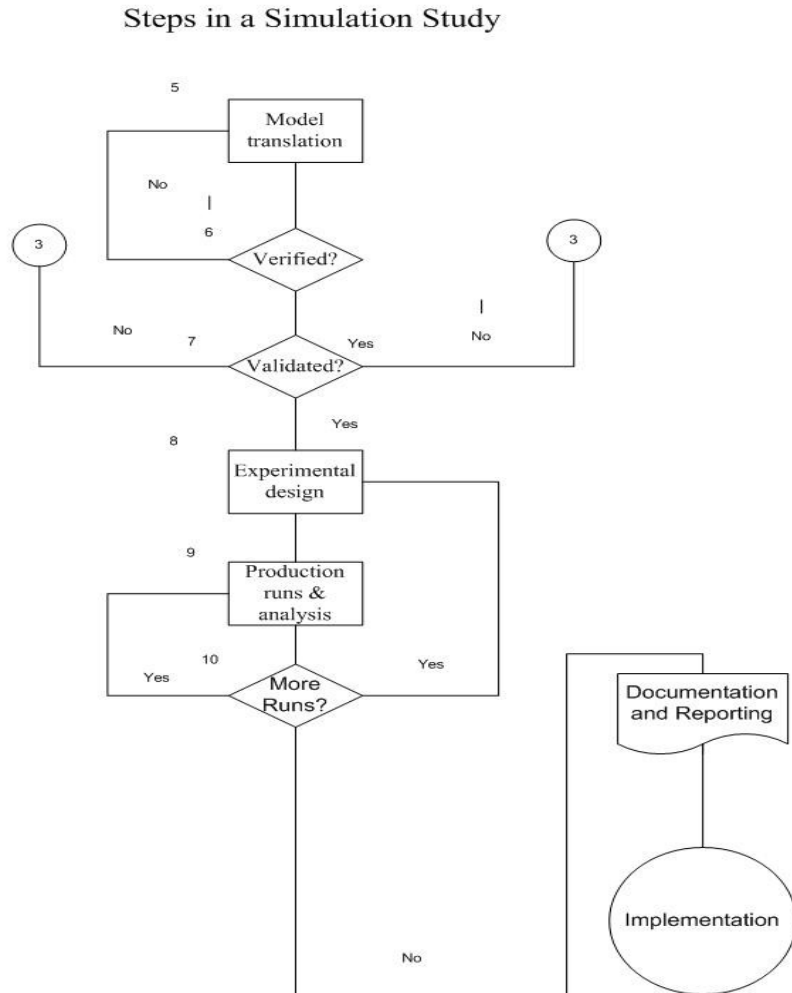 Steps in a Simulation Study
5
Model
translation
No
|
6
3
3
Verified?
|
No
7
Yes
No
Validated?
Yes
8
Experimental
design
9
Production
runs &
analysis
10
Yes
Yes
More
Runs?
Documentation
and Reporting
Implementation
No